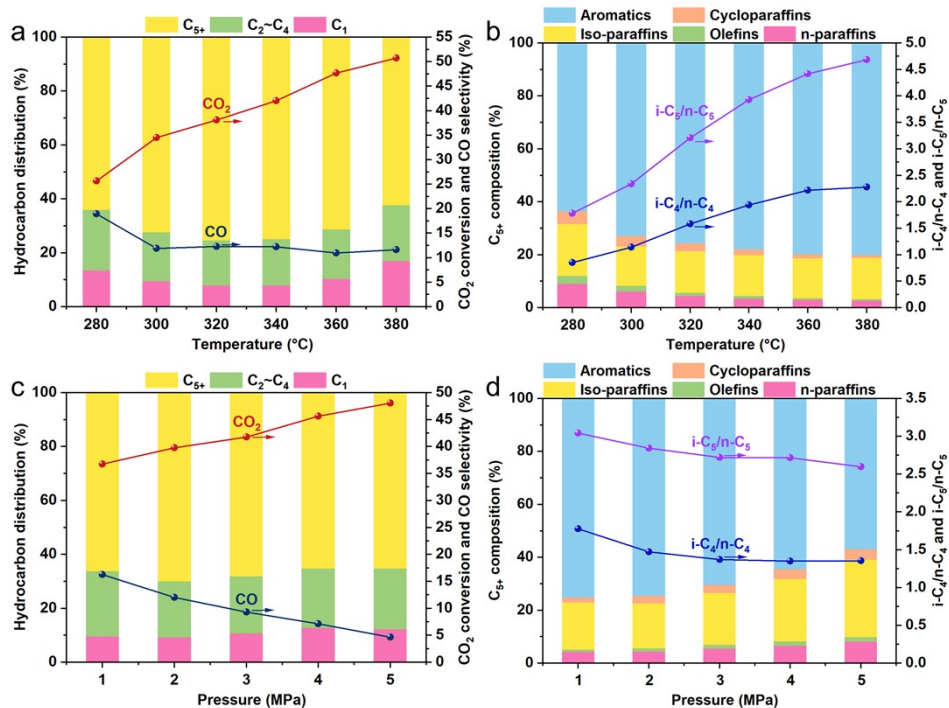 a
C5+ C2~C4 C1
Hydrocarbon distribution (%)
100
80
60
40
20
0
CO2
CO
55
50
45
40
35
30
25
20
15
10
5
0
CO2 conversion and CO selectivity (%)
280 300 320 340 360 380
Temperature (°C)
b
Aromatics Cycloparaffins
Iso-paraffins Olefins n-paraffins
C5+ composition (%)
100
80
60
40
20
0
i-C5/n-C5
i-C4/n-C4
5.0
4.5
4.0
3.5
3.0
2.5
2.0
1.5
1.0
0.5
0.0
i-C4/n-C4 and i-C5/n-C5
280 300 320 340 360 380
Temperature (°C)
c
C5+ C2~C4 C1
Hydrocarbon distribution (%)
100
80
60
40
20
0
CO2
CO
50
45
40
35
30
25
20
15
10
5
0
CO2 conversion and CO selectivity (%)
1 2 3 4 5
Pressure (MPa)
d
Aromatics Cycloparaffins
Iso-paraffins Olefins n-paraffins
C5+ composition (%)
100
80
60
40
20
0
i-C5/n-C5
i-C4/n-C4
3.5
3.0
2.5
2.0
1.5
1.0
0.5
0.0
i-C4/n-C4 and i-C5/n-C5
1 2 3 4 5
Pressure (MPa)